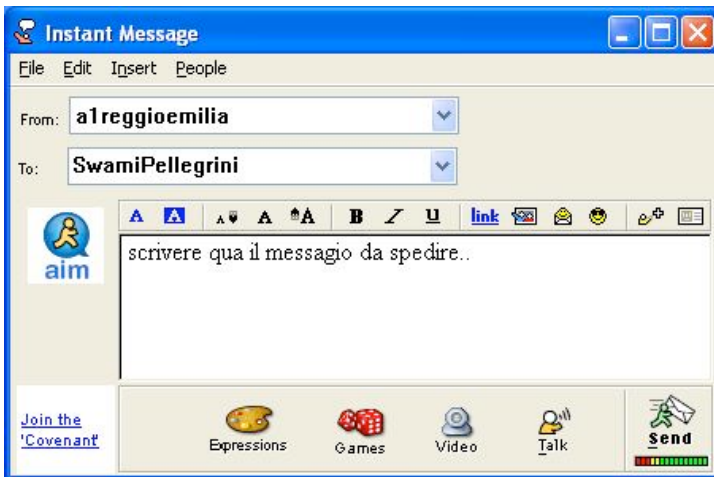 Instant Message
File Edit Insert People
From: a1reggioemilia
To: SwamiPellegrini
A A A A A B I U link
aim
scrivere qua il messagio da spedire..
Join the
'Covenant'
Expressions Games Video Talk Send